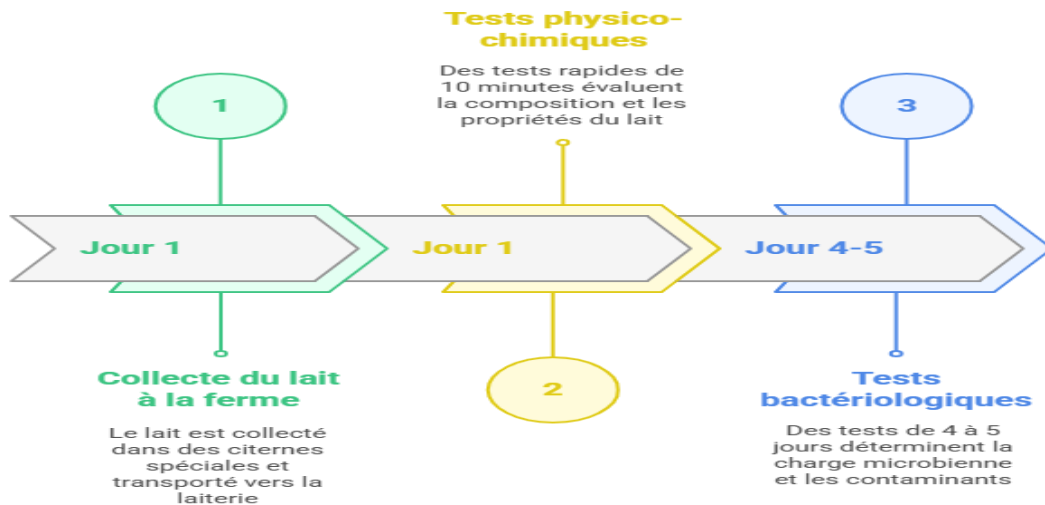 1
Jour 1
Collecte du lait
à la ferme
Le lait est collecté
dans des citernes
spéciales et
transporté vers la
laiterie
Tests physico-
chimiques
Des tests rapides de
10 minutes évaluent
la composition et les
propriétés du lait
Jour 1
2
3
Jour 4-5
Tests
bactériologiques
Des tests de 4 à 5
jours déterminent la
charge microbienne
et les contaminants